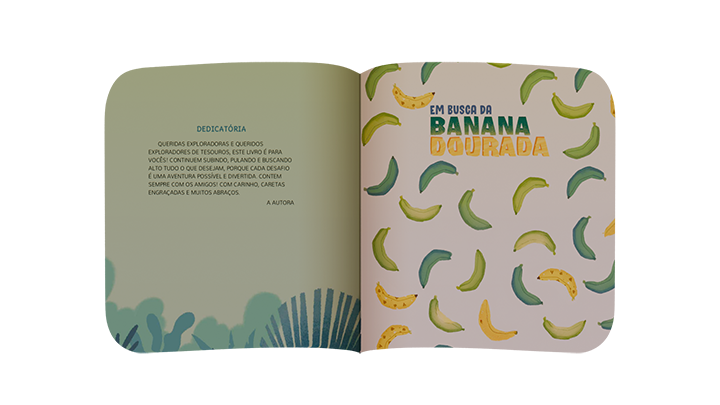 DEDICATÓRIA
QUERIDAS EXPLORADORAS E QUERIDOS
EXPLORADORES DE TESOUROS, ESTE LIVRO É PARA
VOCÊS! CONTINUEM SUBINDO, PULANDO E BUSCANDO
ALTO TUDO O QUE DESEJAM, PORQUE CADA DESAFIO
É UMA AVENTURA POSSÍVEL E DIVERTIDA. CONTEM
SEMPRE COM OS AMIGOS! COM CARINHO, CARETAS
ENGRAÇADAS E MUITOS ABRAÇOS.
A AUTORA
EM BUSCA DA
BANANA
DOURADA